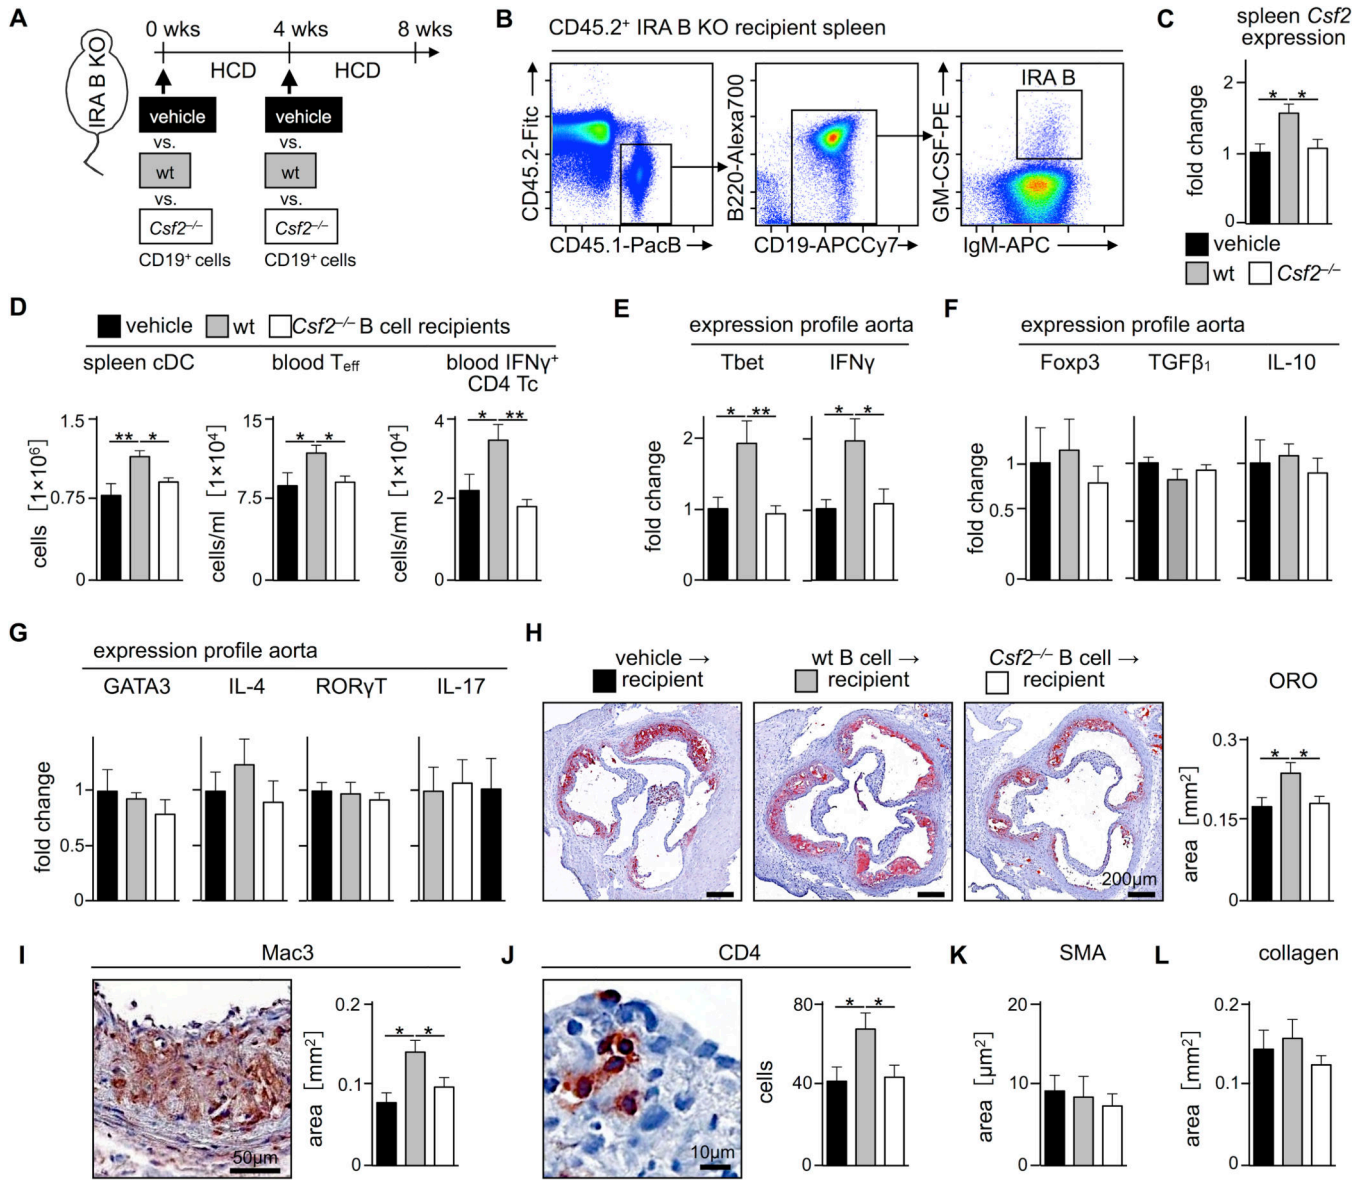 A
0 wks 4 wks 8 wks
HCD HCD
IRA B KO
vehicle vehicle
vs. vs.
wt wt
vs. vs.
Csf2–/– Csf2–/–
CD19+ cells CD19+ cells
B
CD45.2+ IRA B KO recipient spleen
CD45.2-Fitc
CD45.1-PacB
B220-Alexa700
CD19-APCCy7
GM-CSF-PE
IRA B
IgM-APC
C
spleen Csf2
expression
fold change
2
1
0
* *
vehicle
wt Csf2–/–
D
vehicle wt Csf2–/– B cell recipients
spleen cDC
cells [1×10⁶]
1.5
0.75
0
** *
blood Teff
cells/ml [1×10⁴]
15
7.5
0
* *
blood IFNγ+
CD4 Tc
cells/ml [1×10⁴]
4
2
0
* **
E
expression profile aorta
Tbet IFNγ
fold change
2
1
0
* ** * *
F
expression profile aorta
Foxp3 TGFβ1 IL-10
fold change
1
0.5
0
G
expression profile aorta
GATA3 IL-4 RORγT IL-17
fold change
1
0.5
0
H
vehicle →
recipient
wt B cell →
recipient
Csf2–/– B cell →
recipient
200µm
ORO
area [mm²]
0.3
0.15
0
* *
I
Mac3
50µm
area [mm²]
0.2
0.1
0
* *
J
CD4
10µm
cells
80
40
0
* *
K
SMA
area [µm²]
20
10
0
L
collagen
area [mm²]
0.2
0.1
0